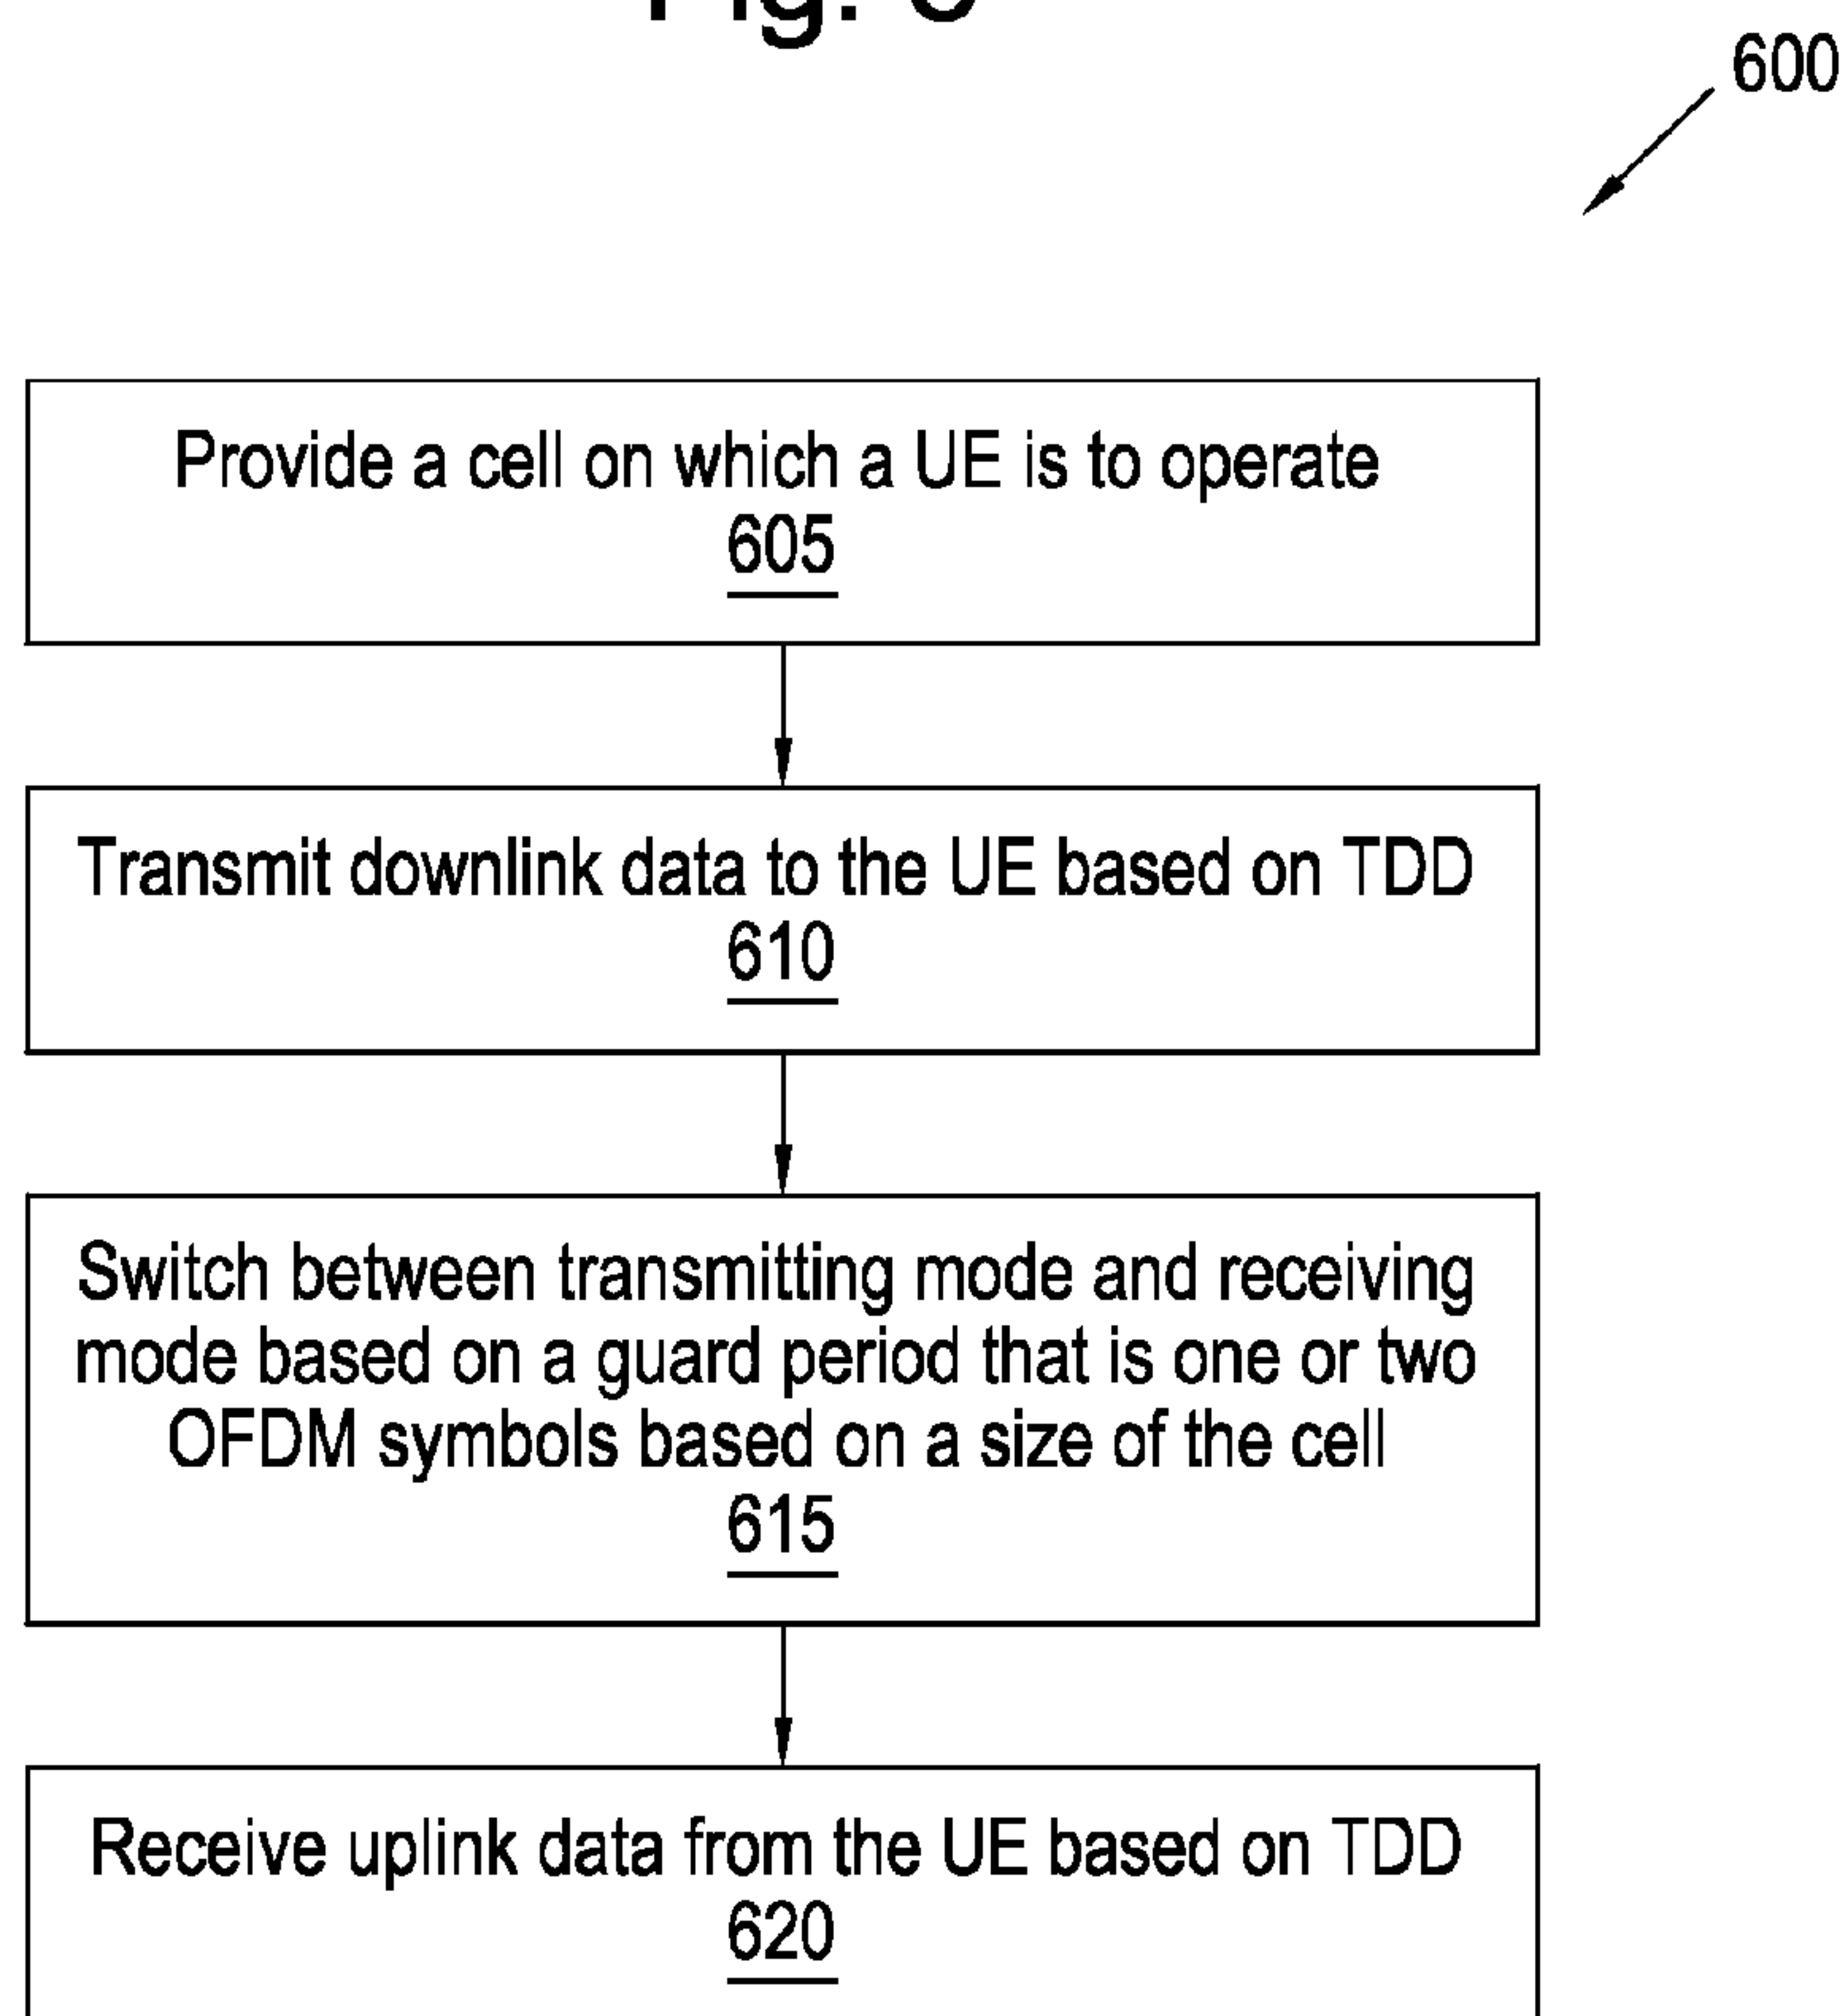 Fig.
600
Provide a cell on which a UE is to operate
605
Transmit downlink data to the UE based on TDD
610
Switch between transmitting mode and receiving
mode based on a guard period that is one or two
OFDM symbols based on a size of the cell
615
Receive uplink data from the UE based on TDD
620